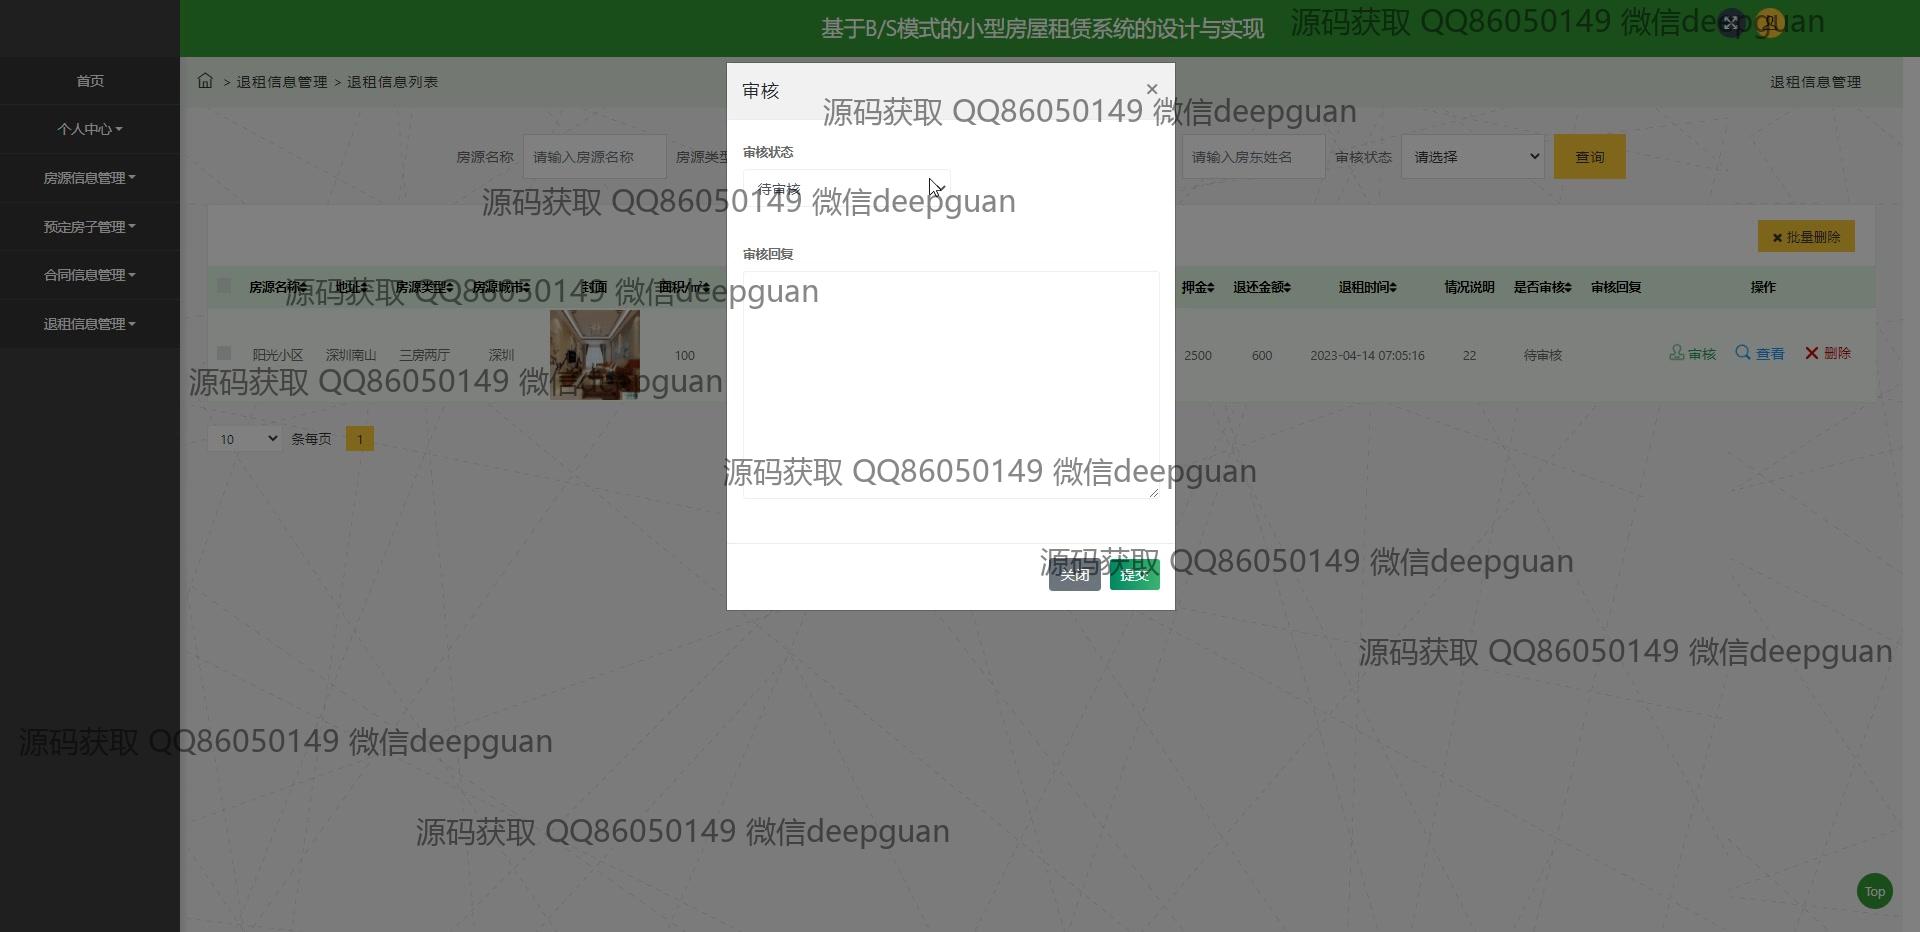 基于B/S模式的小型房屋租赁系统的设计与实现
源码获取 QQ86050149 微信deepguan
首页
个人中心
房源信息管理
预定房子管理
合同信息管理
退租信息管理
> 退租信息管理 > 退租信息列表
退租信息管理
审核
×
源码获取 QQ86050149 微信deepguan
房源名称 请输入房源名称 房源类型
请输入房东姓名 审核状态 请选择 查询
审核状态
待审核
源码获取 QQ86050149 微信deepguan
批量删除
审核回复
房源名称 地址 房源类型 房源城市 封面 面积/㎡
押金 退还金额 退租时间 情况说明 是否审核 审核回复 操作
源码获取 QQ86050149 微信deepguan
阳光小区 深圳南山 三房两厅 深圳 100
2500 600 2023-04-14 07:05:16 22 待审核 审核 查看 删除
源码获取 QQ86050149 微信deepguan
10 条每页 1
源码获取 QQ86050149 微信deepguan
源码获取 QQ86050149 微信deepguan
关闭 提交
源码获取 QQ86050149 微信deepguan
源码获取 QQ86050149 微信deepguan
源码获取 QQ86050149 微信deepguan
Top